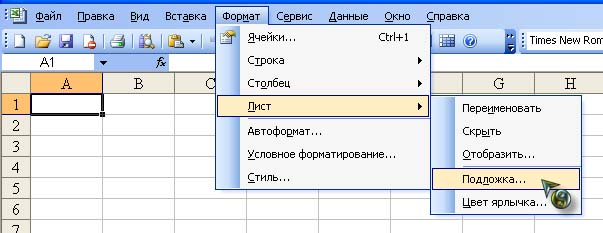 Файл Правка Вид Вставка Формат Сервис Данные Окно Справка
Times New Rom
A1
A B C G H
1
2
3
4
5
6
7
Ячейки... Ctrl+1
Строка
Столбец
Лист
Автоформат...
Условное форматирование...
Стиль...
Переименовать
Скрыть
Отобразить...
Подложка...
Цвет ярлычка...